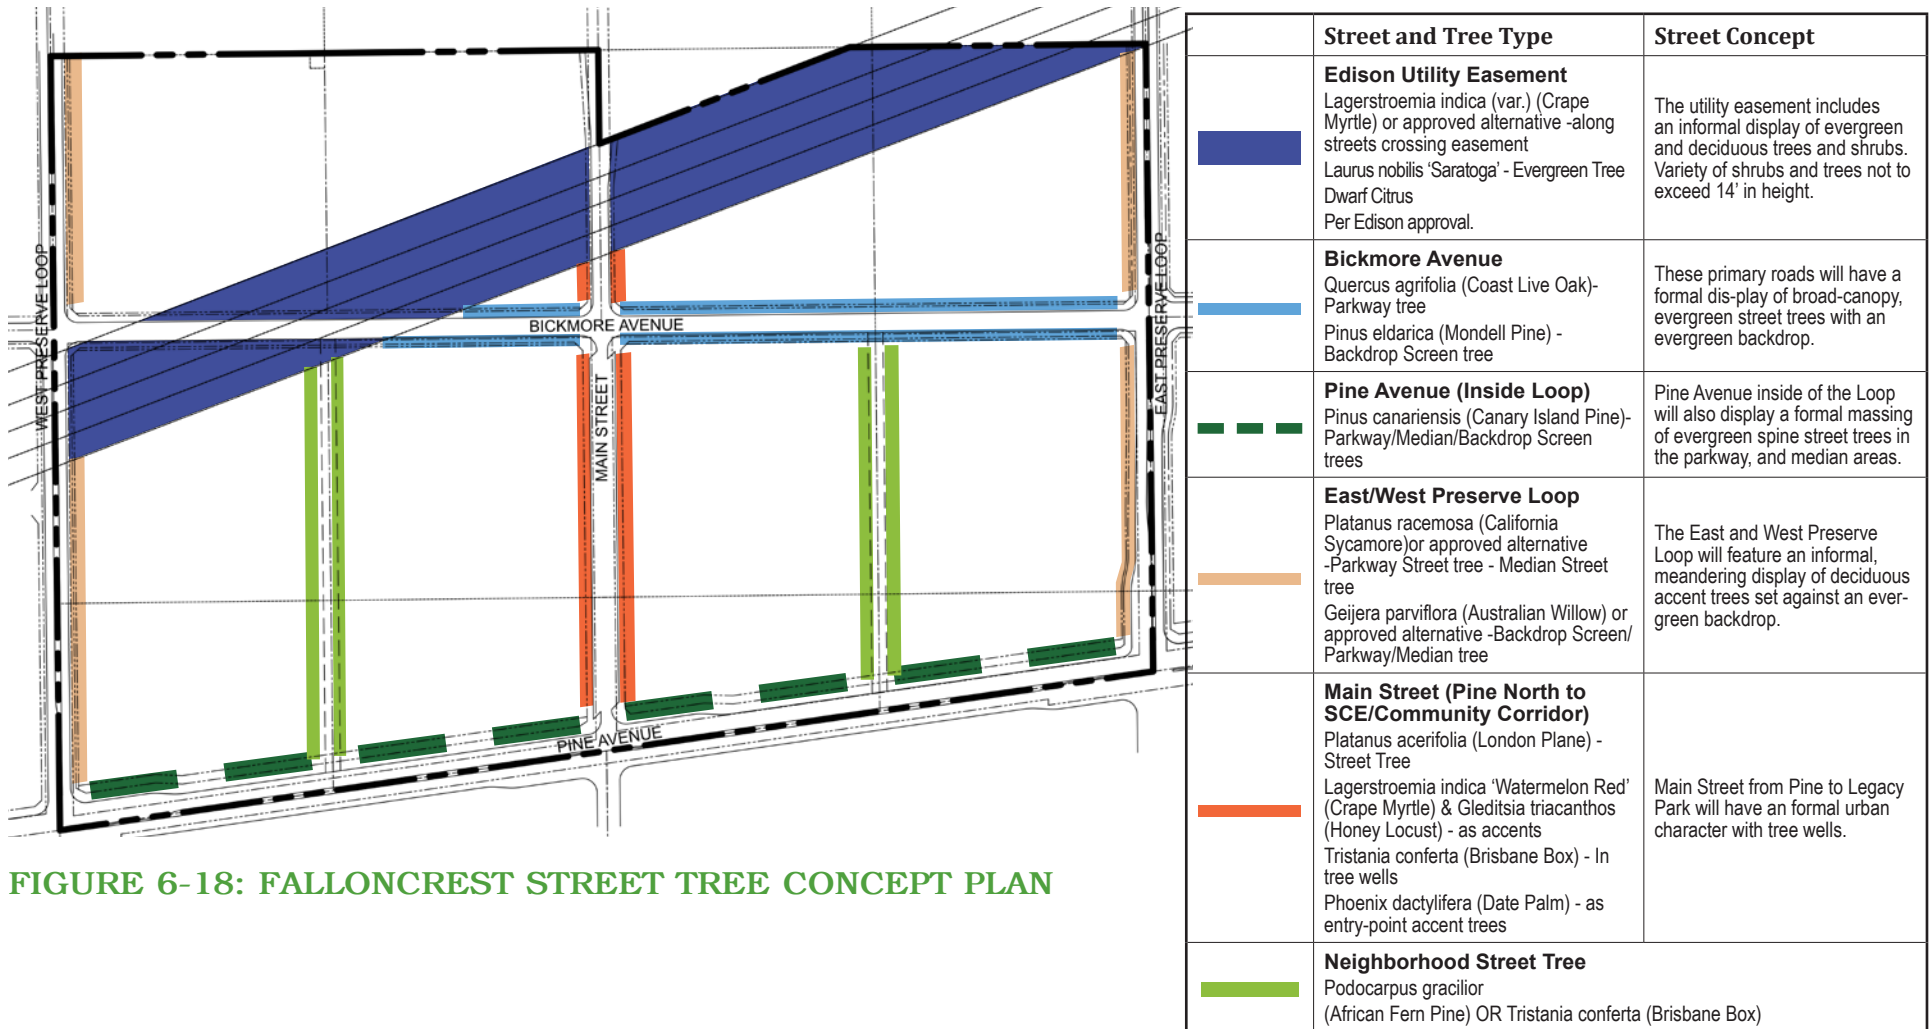 WEST PRESERVE LOOP
BICKMORE AVENUE
MAIN STREET
EAST PRESERVE LOOP
PINE AVENUE
FIGURE 6-18: FALLONCREST STREET TREE CONCEPT PLAN
Street and Tree Type
Street Concept
Edison Utility Easement
Lagerstroemia indica (var.) (Crape
Myrtle) or approved alternative -along
streets crossing easement
Laurus nobilis ‘Saratoga’ - Evergreen Tree
Dwarf Citrus
Per Edison approval.
The utility easement includes
an informal display of evergreen
and deciduous trees and shrubs.
Variety of shrubs and trees not to
exceed 14’ in height.
Bickmore Avenue
Quercus agrifolia (Coast Live Oak)-
Parkway tree
Pinus eldarica (Mondell Pine) -
Backdrop Screen tree
These primary roads will have a
formal dis-play of broad-canopy,
evergreen street trees with an
evergreen backdrop.
Pine Avenue (Inside Loop)
Pinus canariensis (Canary Island Pine)-
Parkway/Median/Backdrop Screen
trees
Pine Avenue inside of the Loop
will also display a formal massing
of evergreen spine street trees in
the parkway, and median areas.
East/West Preserve Loop
Platanus racemosa (California
Sycamore)or approved alternative
-Parkway Street tree - Median Street
tree
Geijera parviflora (Australian Willow) or
approved alternative -Backdrop Screen/
Parkway/Median tree
The East and West Preserve
Loop will feature an informal,
meandering display of deciduous
accent trees set against an ever-
green backdrop.
Main Street (Pine North to
SCE/Community Corridor)
Platanus acerifolia (London Plane) -
Street Tree
Lagerstroemia indica ‘Watermelon Red’
(Crape Myrtle) & Gleditsia triacanthos
(Honey Locust) - as accents
Tristania conferta (Brisbane Box) - In
tree wells
Phoenix dactylifera (Date Palm) - as
entry-point accent trees
Main Street from Pine to Legacy
Park will have an formal urban
character with tree wells.
Neighborhood Street Tree
Podocarpus gracilior
(African Fern Pine) OR Tristania conferta (Brisbane Box)